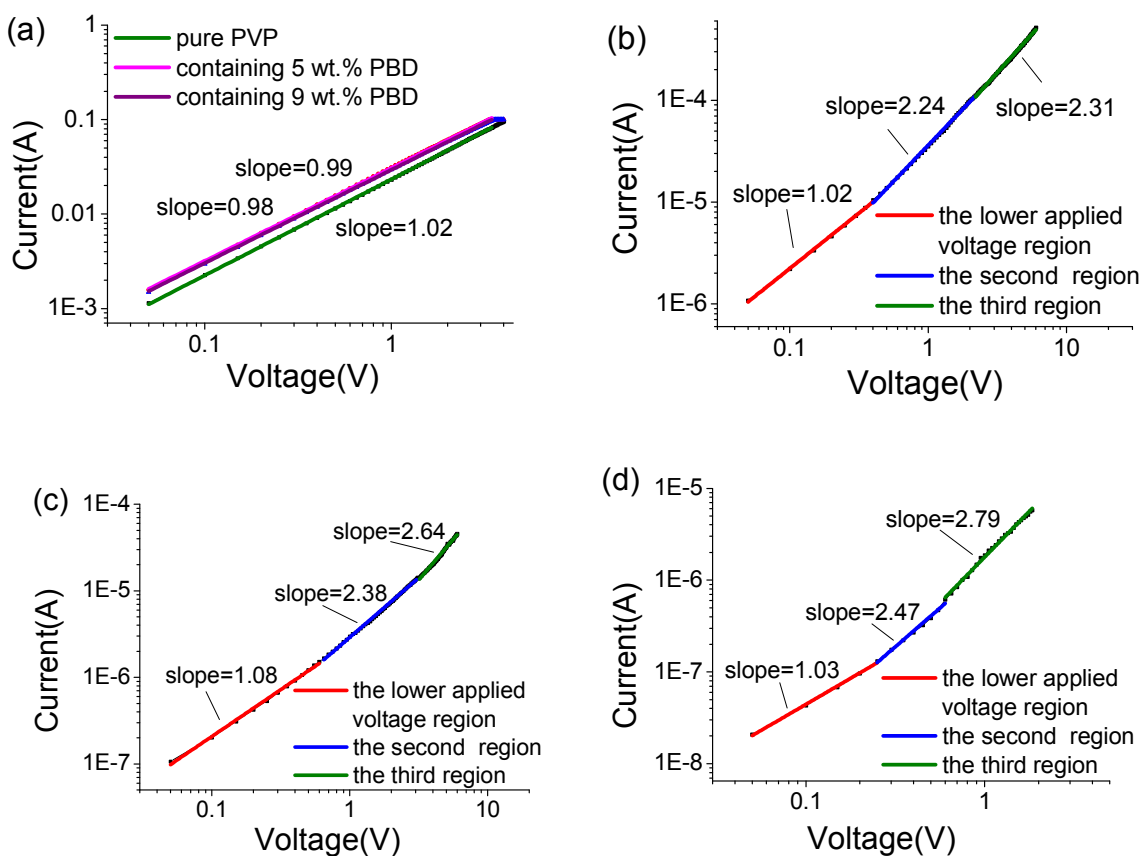 (a)
pure PVP
containing 5 wt.% PBD
containing 9 wt.% PBD
1
0.1
0.01
1E-3
Current(A)
slope=0.99
slope=0.98
slope=1.02
0.1
1
Voltage(V)
(b)
1E-4
1E-5
1E-6
Current(A)
slope=2.24
slope=2.31
slope=1.02
the lower applied
voltage region
the second region
the third region
0.1
1
10
Voltage(V)
(c)
1E-4
1E-5
1E-6
1E-7
Current(A)
slope=2.64
slope=2.38
slope=1.08
the lower applied
voltage region
the second region
the third region
0.1
1
10
Voltage(V)
(d)
1E-5
1E-6
1E-7
1E-8
Current(A)
slope=2.79
slope=2.47
slope=1.03
the lower applied
voltage region
the second region
the third region
0.1
1
Voltage(V)